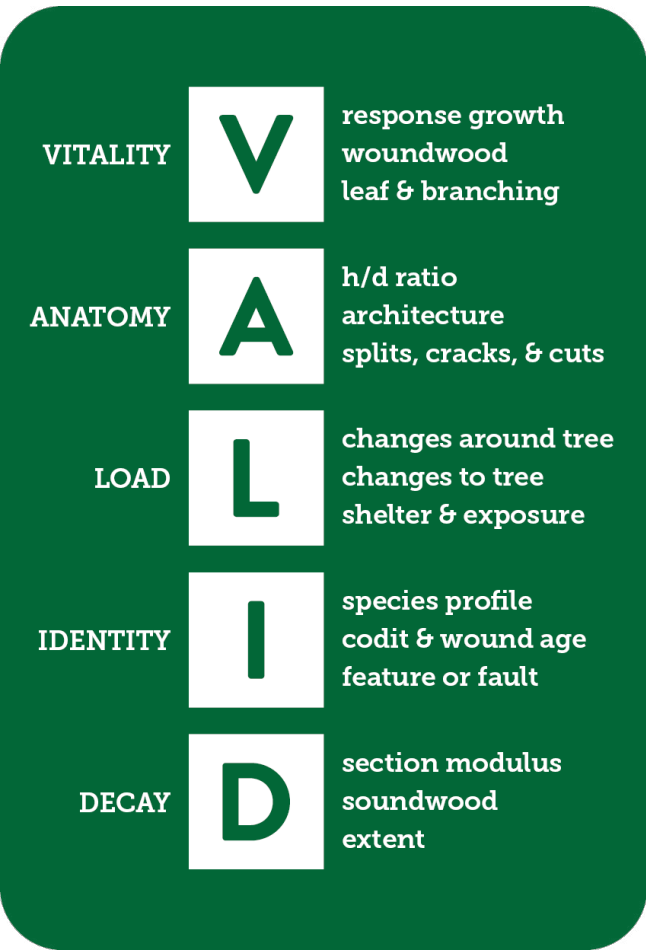 VITALITY
V
response growth
woundwood
leaf & branching
ANATOMY
A
h/d ratio
architecture
splits, cracks, & cuts
LOAD
L
changes around tree
changes to tree
shelter & exposure
IDENTITY
I
species profile
codit & wound age
feature or fault
DECAY
D
section modulus
soundwood
extent